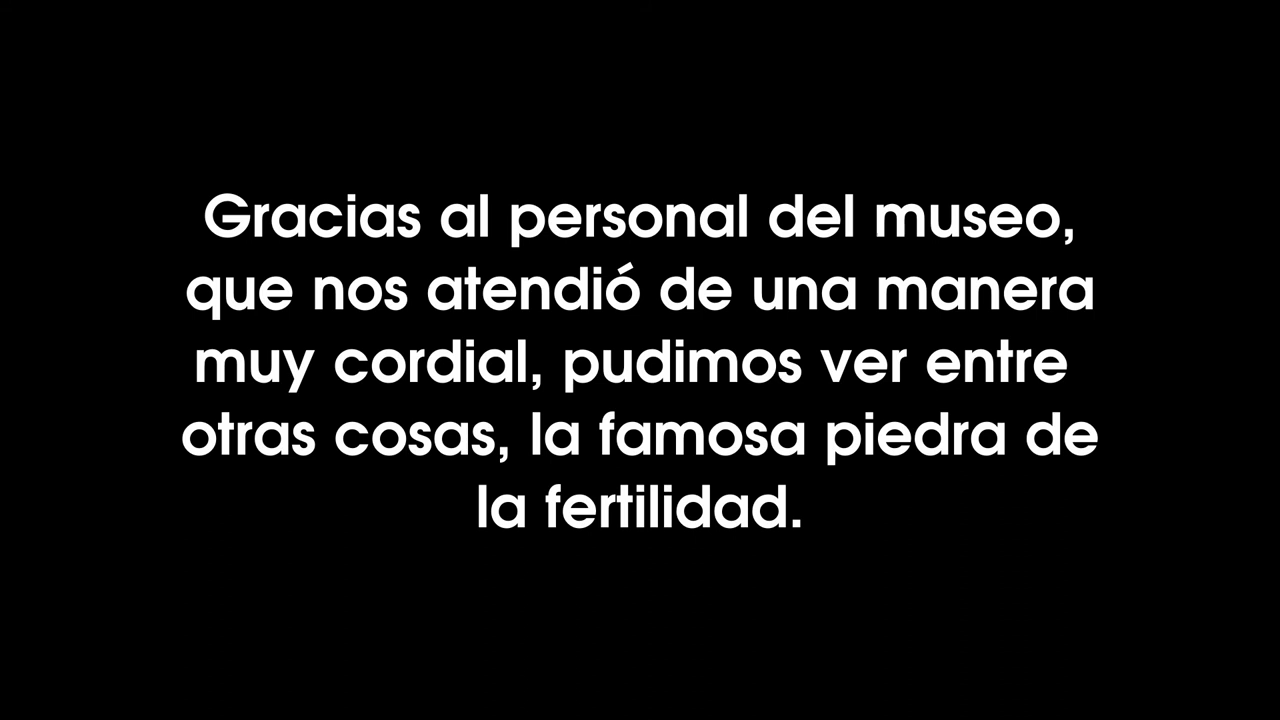 Gracias al personal del museo,
que nos atendió de una manera
muy cordial, pudimos ver entre
otras cosas, la famosa piedra de
la fertilidad.